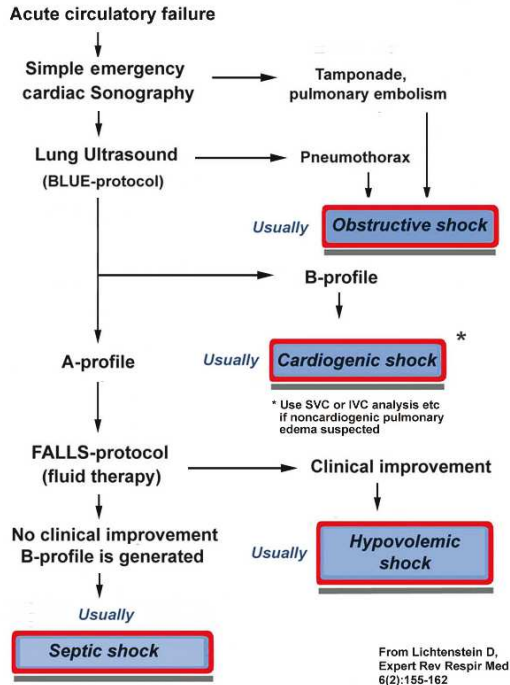 Acute circulatory failure
Simple emergency
cardiac Sonography
Tamponade,
pulmonary embolism
Lung Ultrasound
(BLUE-protocol)
Pneumothorax
Usually
Obstructive shock
B-profile
A-profile
Usually
Cardiogenic shock
*
* Use SVC or IVC analysis etc
if noncardiogenic pulmonary
edema suspected
FALLS-protocol
(fluid therapy)
Clinical improvement
No clinical improvement
B-profile is generated
Usually
Hypovolemic
shock
Usually
Septic shock
From Lichtenstein D,
Expert Rev Respir Med
6(2):155-162